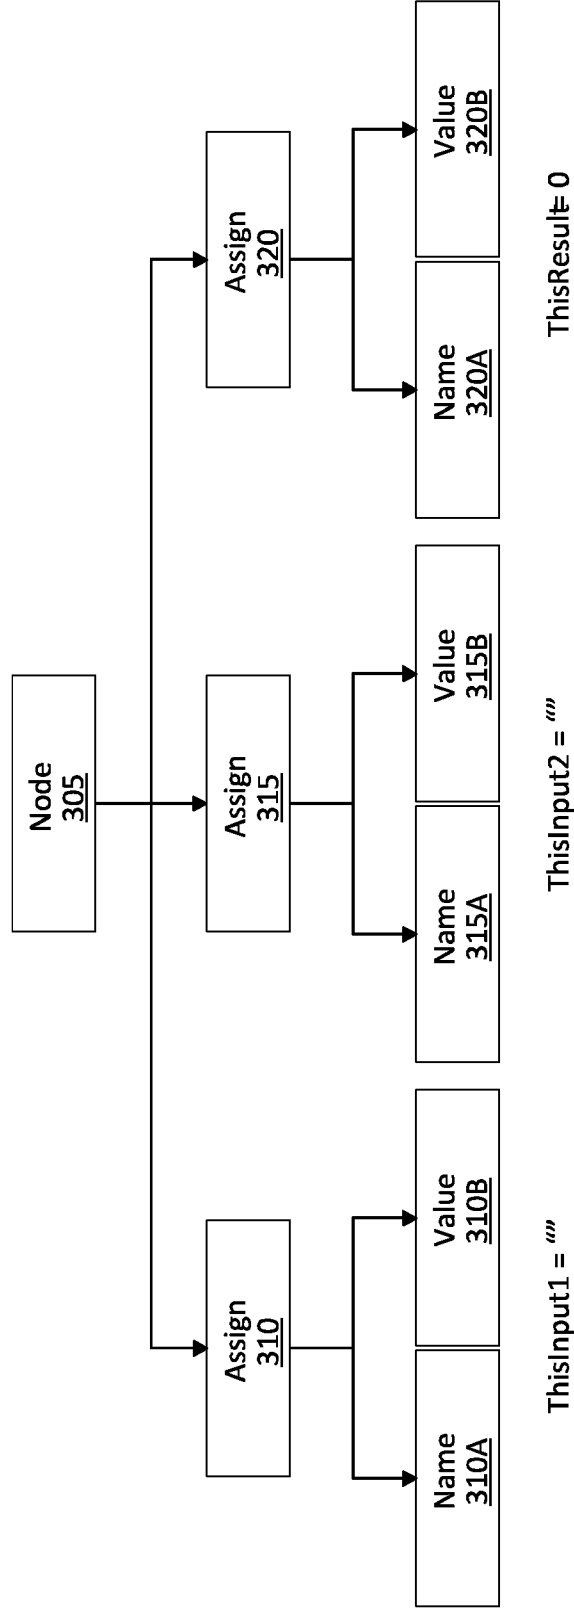 Node
305
Assign
310
Assign
315
Assign
320
Name
310A
Value
310B
Name
315A
Value
315B
Name
320A
Value
320B
ThisInput1 = “”
ThisInput2 = “”
ThisResult= 0